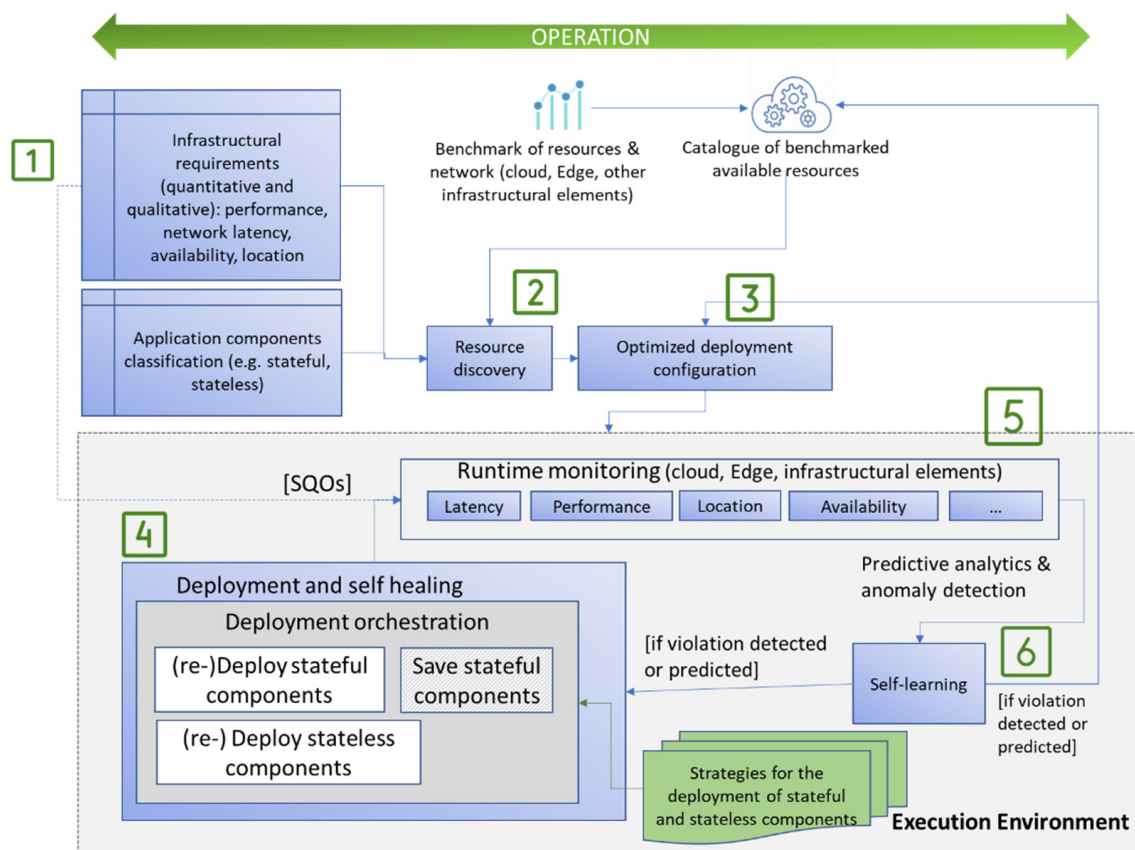 OPERATION
1
Infrastructural
requirements
(quantitative and
qualitative): performance,
network latency,
availability, location
Benchmark of resources &
network (cloud, Edge, other
infrastructural elements)
Catalogue of benchmarked
available resources
Application components
classification (e.g. stateful,
stateless)
2
Resource
discovery
3
Optimized deployment
configuration
5
[SQOs]
Runtime monitoring (cloud, Edge, infrastructural elements)
Latency
Performance
Location
Availability
...
4
Deployment and self healing
Deployment orchestration
(re-)Deploy stateful
components
Save stateful
components
(re-) Deploy stateless
components
Predictive analytics &
anomaly detection
[if violation detected
or predicted]
6
Self-learning
[if violation
detected or
predicted]
Strategies for the
deployment of stateful
and stateless components
Execution Environment